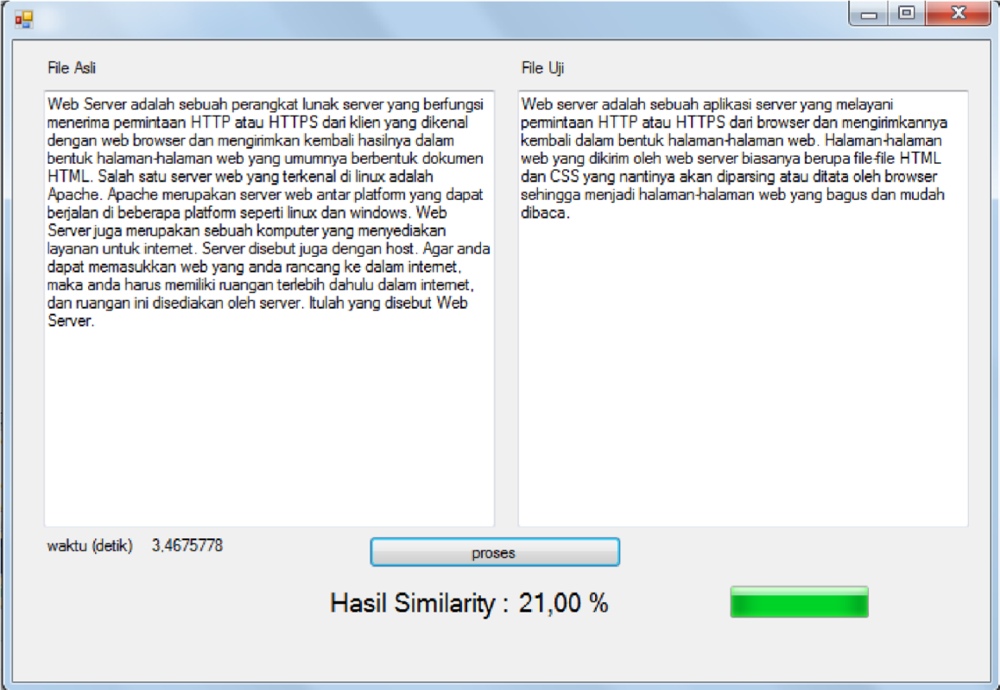 File Asli
Web Server adalah sebuah perangkat lunak server yang berfungsi
menerima permintaan HTTP atau HTTPS dari klien yang dikenal
dengan web browser dan mengirimkan kembali hasilnya dalam
bentuk halaman-halaman web yang umumnya berbentuk dokumen
HTML. Salah satu server web yang terkenal di linux adalah
Apache. Apache merupakan server web antar platform yang dapat
berjalan di beberapa platform seperti linux dan windows. Web
Server juga merupakan sebuah komputer yang menyediakan
layanan untuk internet. Server disebut juga dengan host. Agar anda
dapat memasukkan web yang anda rancang ke dalam internet,
maka anda harus memiliki ruangan terlebih dahulu dalam internet,
dan ruangan ini disediakan oleh server. Itulah yang disebut Web
Server.
File Uji
Web server adalah sebuah aplikasi server yang melayani
permintaan HTTP atau HTTPS dari browser dan mengirimkannya
kembali dalam bentuk halaman-halaman web. Halaman-halaman
web yang dikirim oleh web server biasanya berupa file-file HTML
dan CSS yang nantinya akan diparsing atau ditata oleh browser
sehingga menjadi halaman-halaman web yang bagus dan mudah
dibaca.
waktu (detik) 3,4675778
proses
Hasil Similarity : 21,00 %